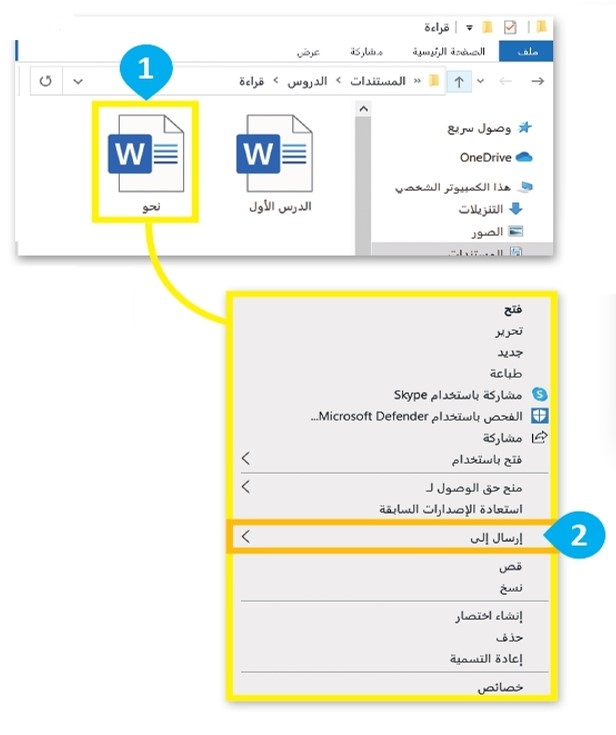 قراءة
ملف الصفحة الرئيسية مشاركة عرض
« المستندات › الدروس › قراءة
1
وصول سريع
OneDrive
هذا الكمبيوتر الشخصي
التنزيلات
الصور
المستندات
W
الدرس الأول
W
نحو
فتح
تحرير
جديد
طباعة
مشاركة باستخدام Skype
الفحص باستخدام Microsoft Defender...
مشاركة
فتح باستخدام
منح حق الوصول لـ
استعادة الإصدارات السابقة
إرسال إلى
2
قص
نسخ
إنشاء اختصار
حذف
إعادة التسمية
خصائص